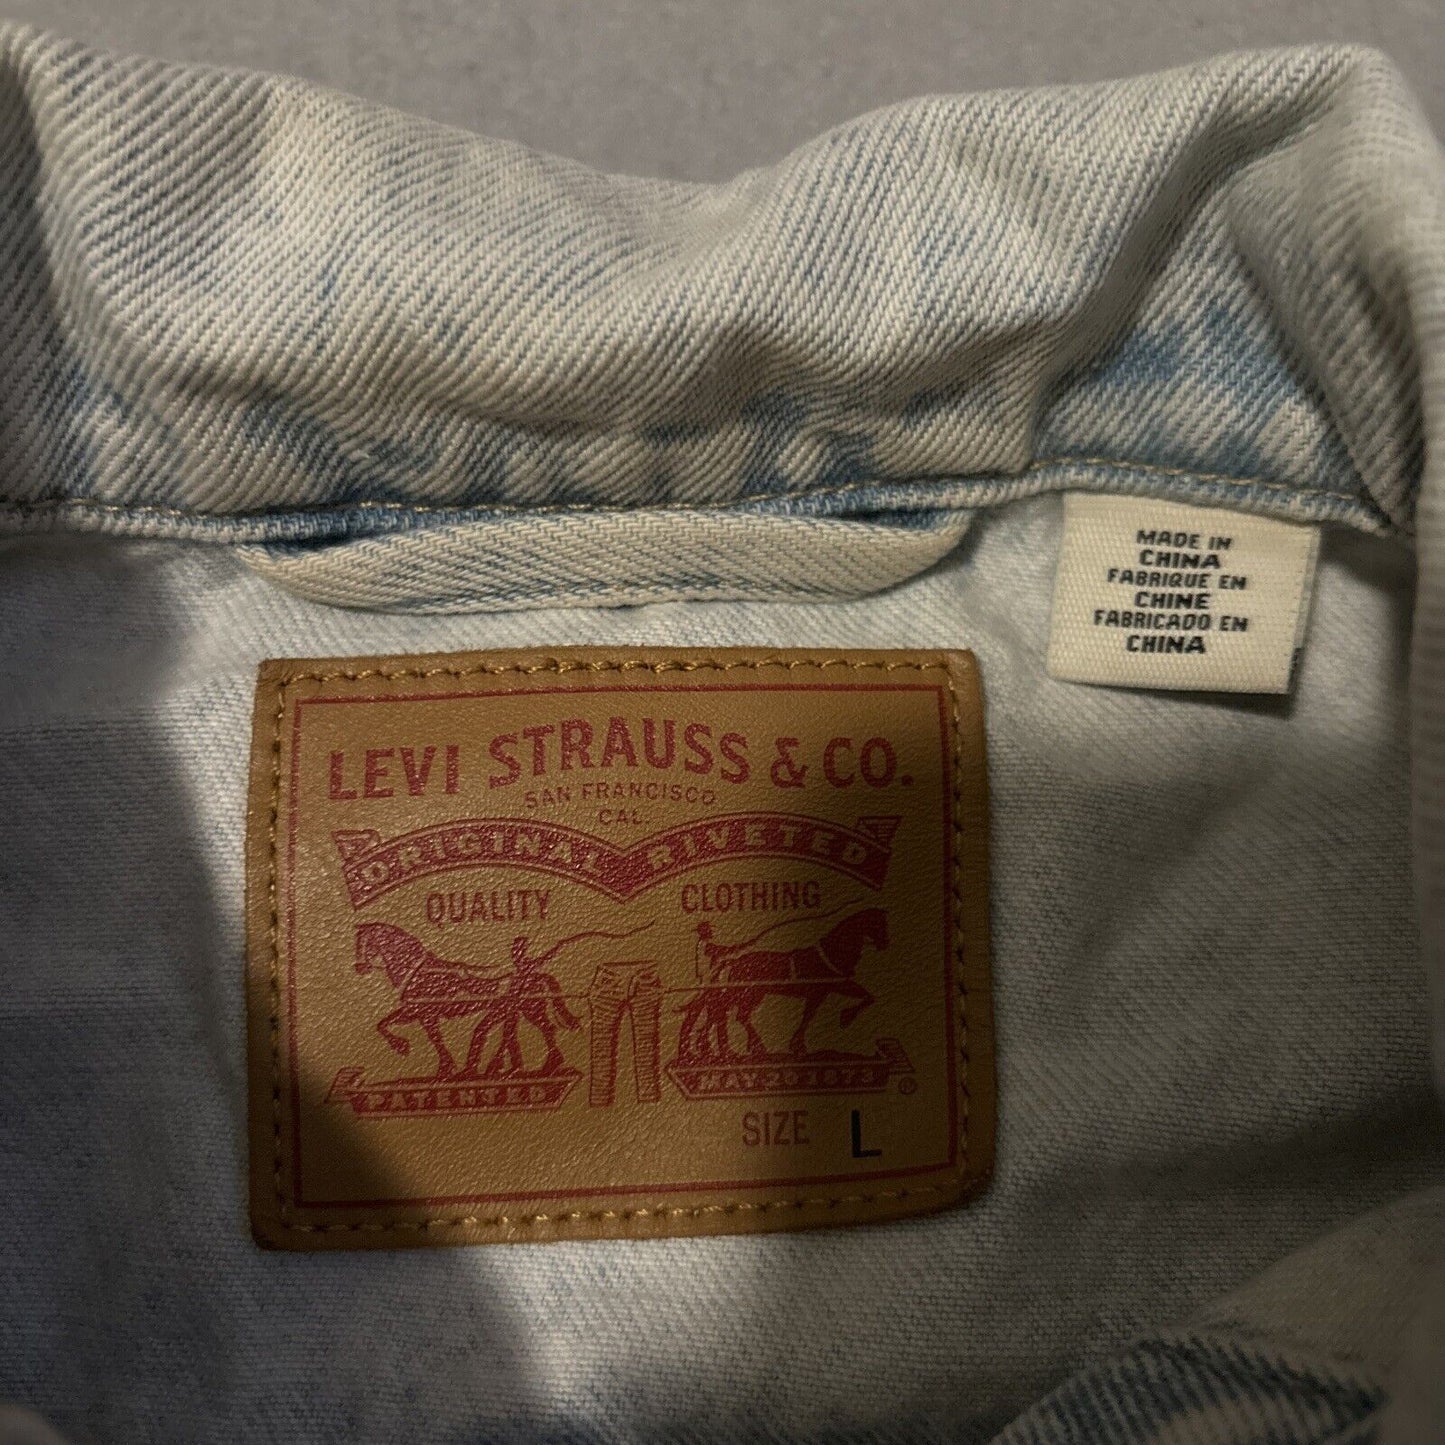 MADE IN
CHINA
FABRIQUE EN
CHINE
FABRICADO EN
CHINA
LEVI STRAUSS & CO.
SAN FRANCISCO
CAL.
ORIGINAL RIVETED
QUALITY CLOTHING
PATENTED MAY 20 1873 ®
SIZE L